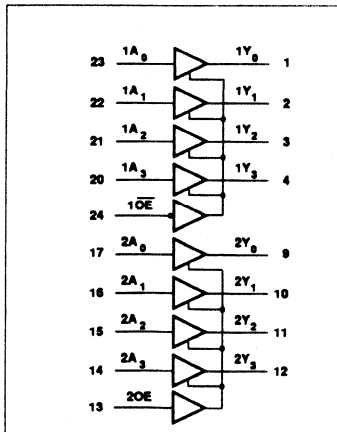 23 1A0 1Y0 1
22 1A1 1Y1 2
21 1A2 1Y2 3
20 1A3 1Y3 4
24 1O̅E̅
17 2A0 2Y0 9
16 2A1 2Y1 10
15 2A2 2Y2 11
14 2A3 2Y3 12
13 2OE